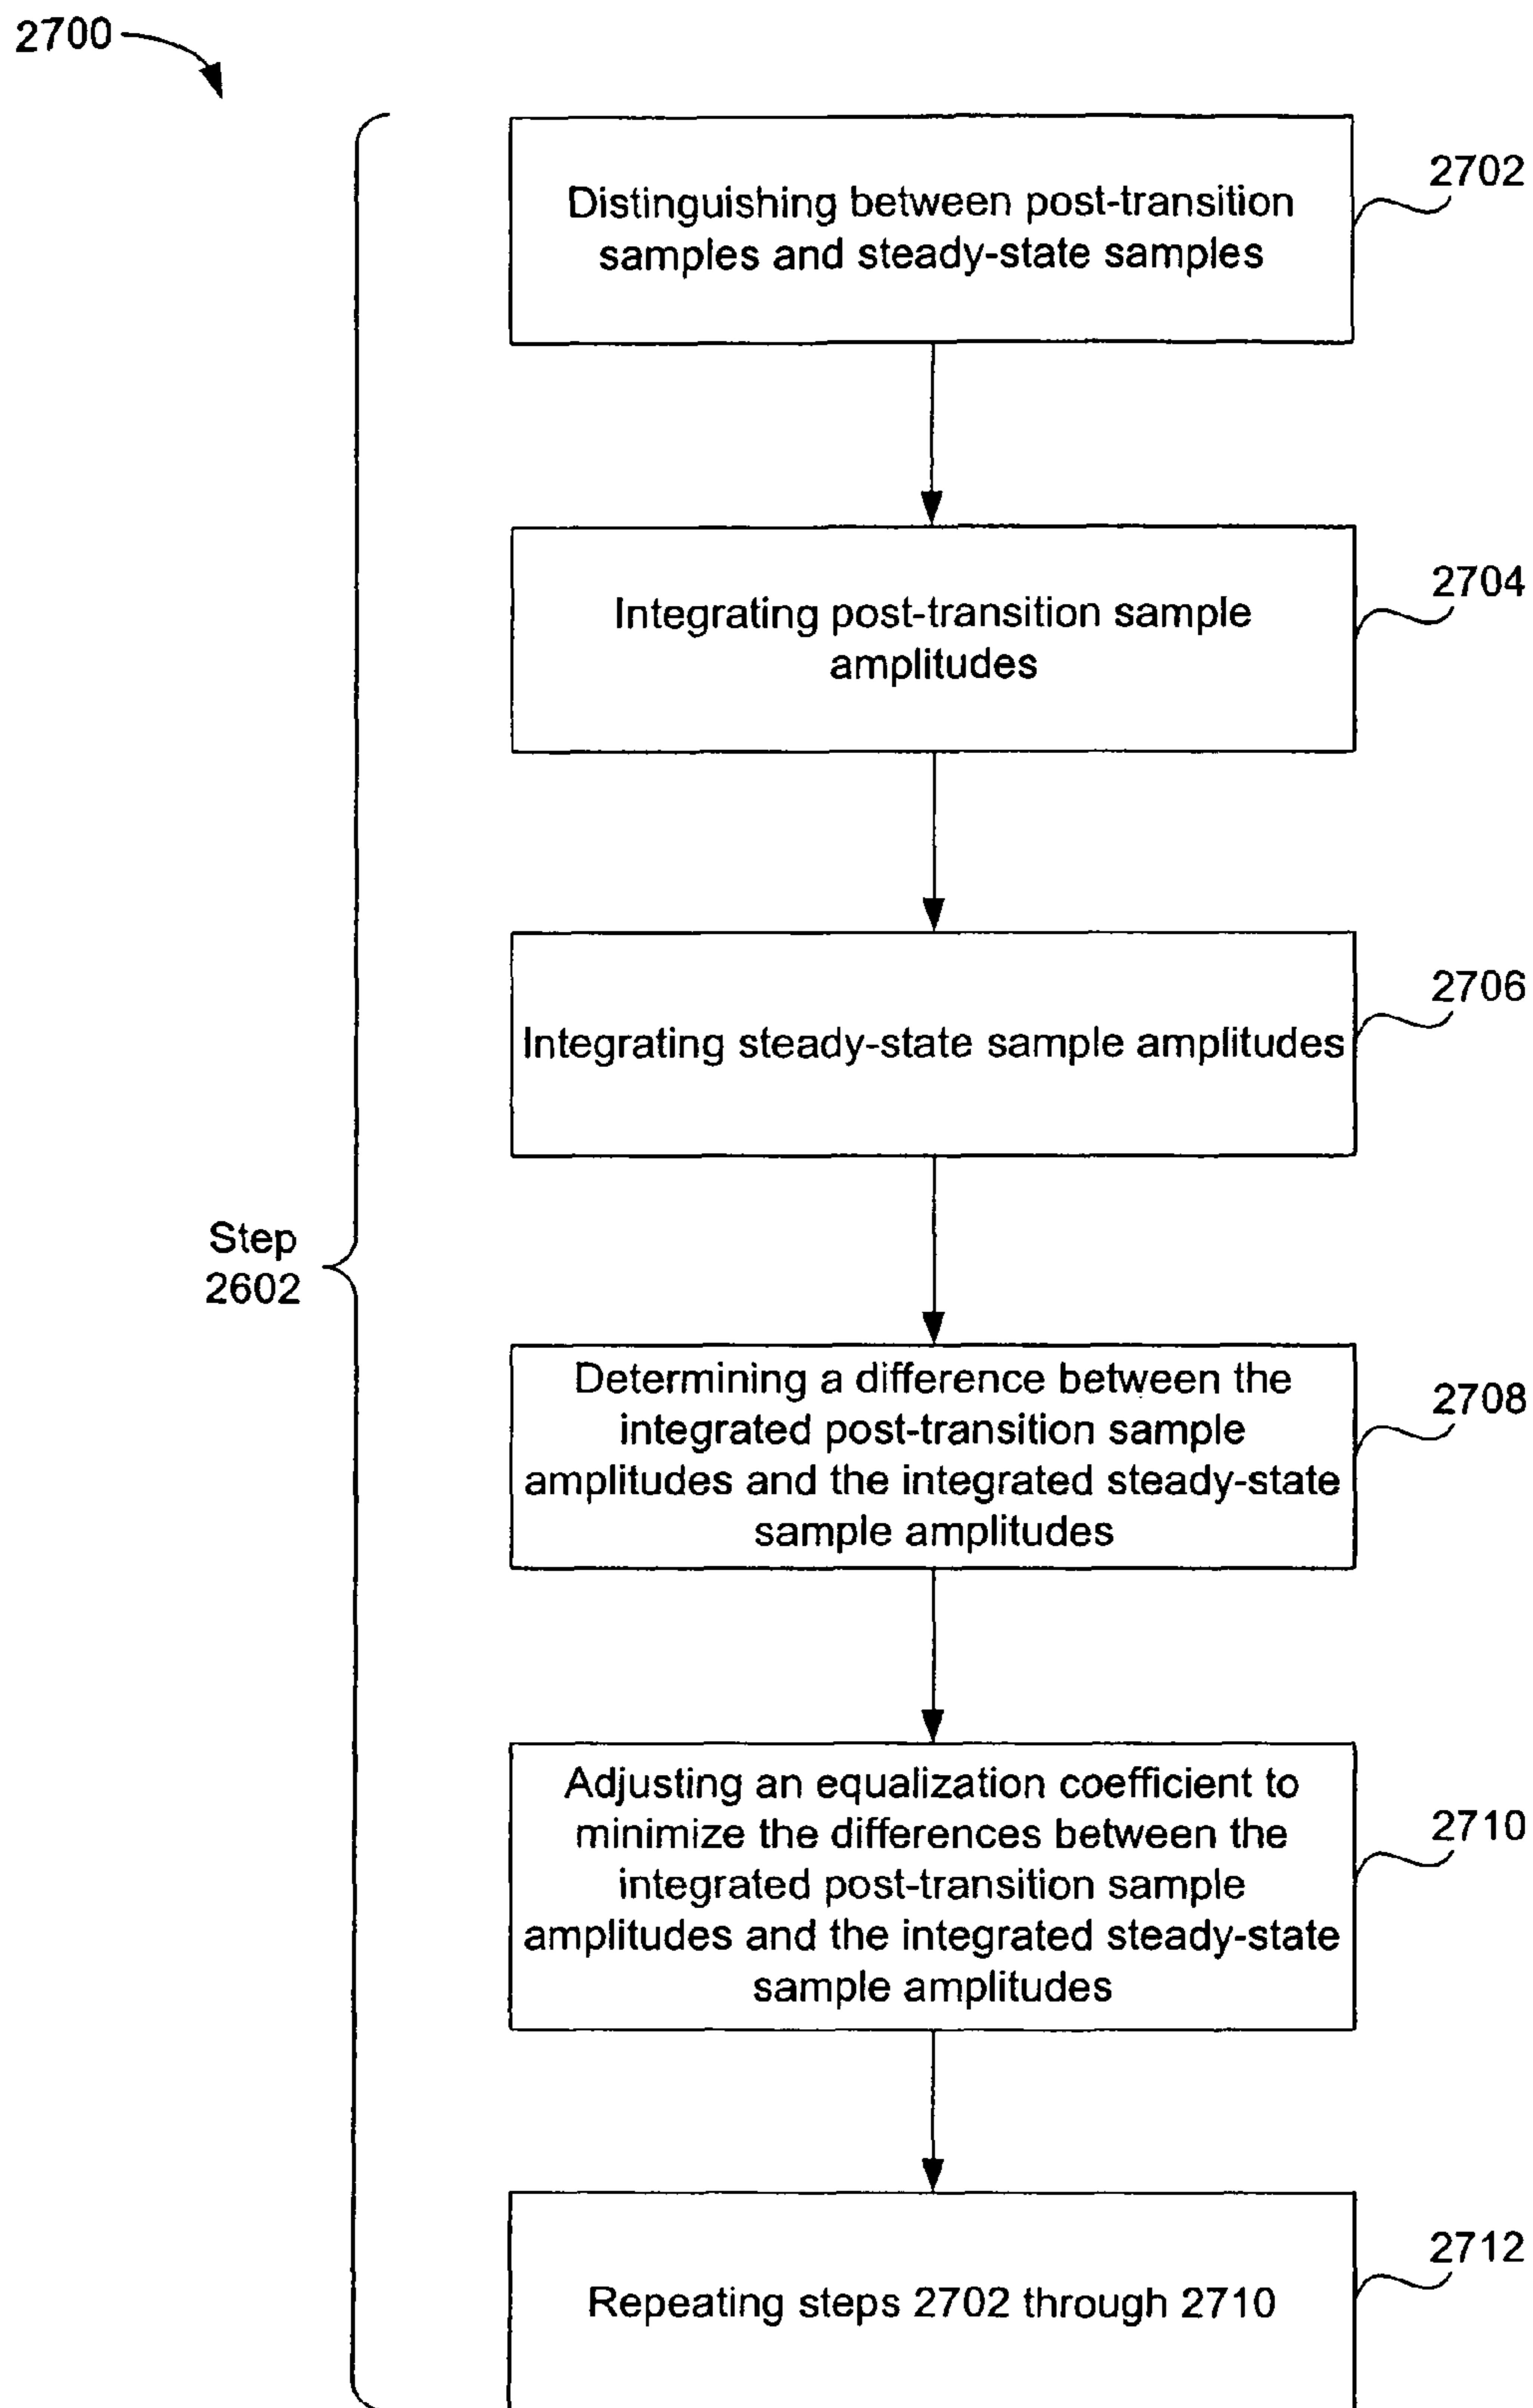 2700
Distinguishing between post-transition
samples and steady-state samples
2702
Integrating post-transition sample
amplitudes
2704
Integrating steady-state sample amplitudes
2706
Step
2602
Determining a difference between the
integrated post-transition sample
amplitudes and the integrated steady-state
sample amplitudes
2708
Adjusting an equalization coefficient to
minimize the differences between the
integrated post-transition sample
amplitudes and the integrated steady-state
sample amplitudes
2710
Repeating steps 2702 through 2710
2712